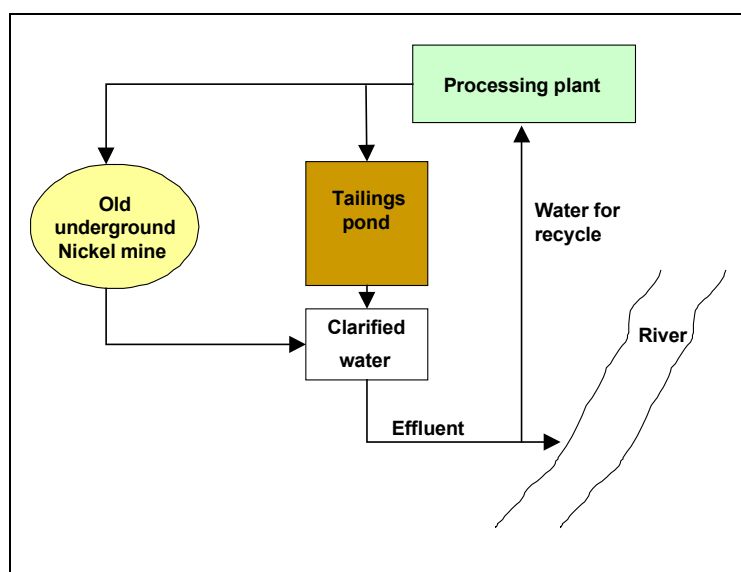 Processing plant
Old
underground
Nickel mine
Tailings
pond
Water for
recycle
Clarified
water
River
Effluent